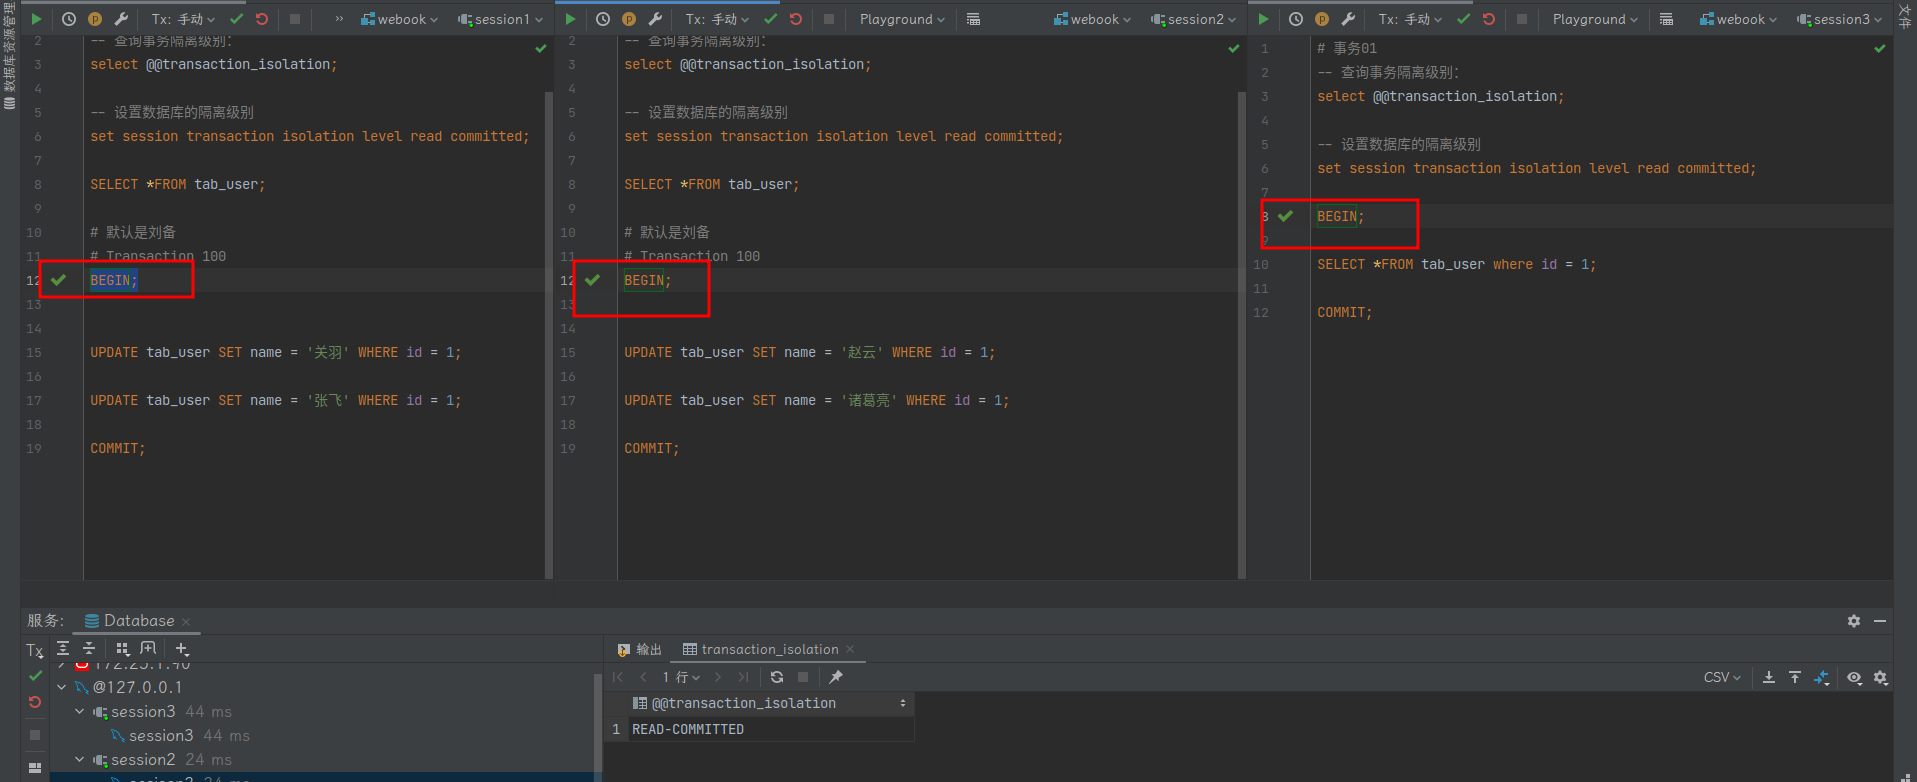 Tx: 手动
webook
session1
2 -- 查询事务隔离级别:
3 select @@transaction_isolation;
4
5 -- 设置数据库的隔离级别
6 set session transaction isolation level read committed;
7
8 SELECT *FROM tab_user;
9
10 # 默认是刘备
11 # Transaction 100
12 BEGIN;
13
14
15 UPDATE tab_user SET name = '关羽' WHERE id = 1;
16
17 UPDATE tab_user SET name = '张飞' WHERE id = 1;
18
19 COMMIT;
Tx: 手动
Playground
webook
session2
2 -- 查询事务隔离级别:
3 select @@transaction_isolation;
4
5 -- 设置数据库的隔离级别
6 set session transaction isolation level read committed;
7
8 SELECT *FROM tab_user;
9
10 # 默认是刘备
11 # Transaction 100
12 BEGIN;
13
14
15 UPDATE tab_user SET name = '赵云' WHERE id = 1;
16
17 UPDATE tab_user SET name = '诸葛亮' WHERE id = 1;
18
19 COMMIT;
Tx: 手动
Playground
webook
session3
1 # 事务01
2 -- 查询事务隔离级别:
3 select @@transaction_isolation;
4
5 -- 设置数据库的隔离级别
6 set session transaction isolation level read committed;
7
8 BEGIN;
9
10 SELECT *FROM tab_user where id = 1;
11
12 COMMIT;
数据库资源管理
文件
服务:
Database
Tx
@127.0.0.1
session3 44 ms
session3 44 ms
session2 24 ms
输出
transaction_isolation
1 行
CSV
@@transaction_isolation
1 READ-COMMITTED